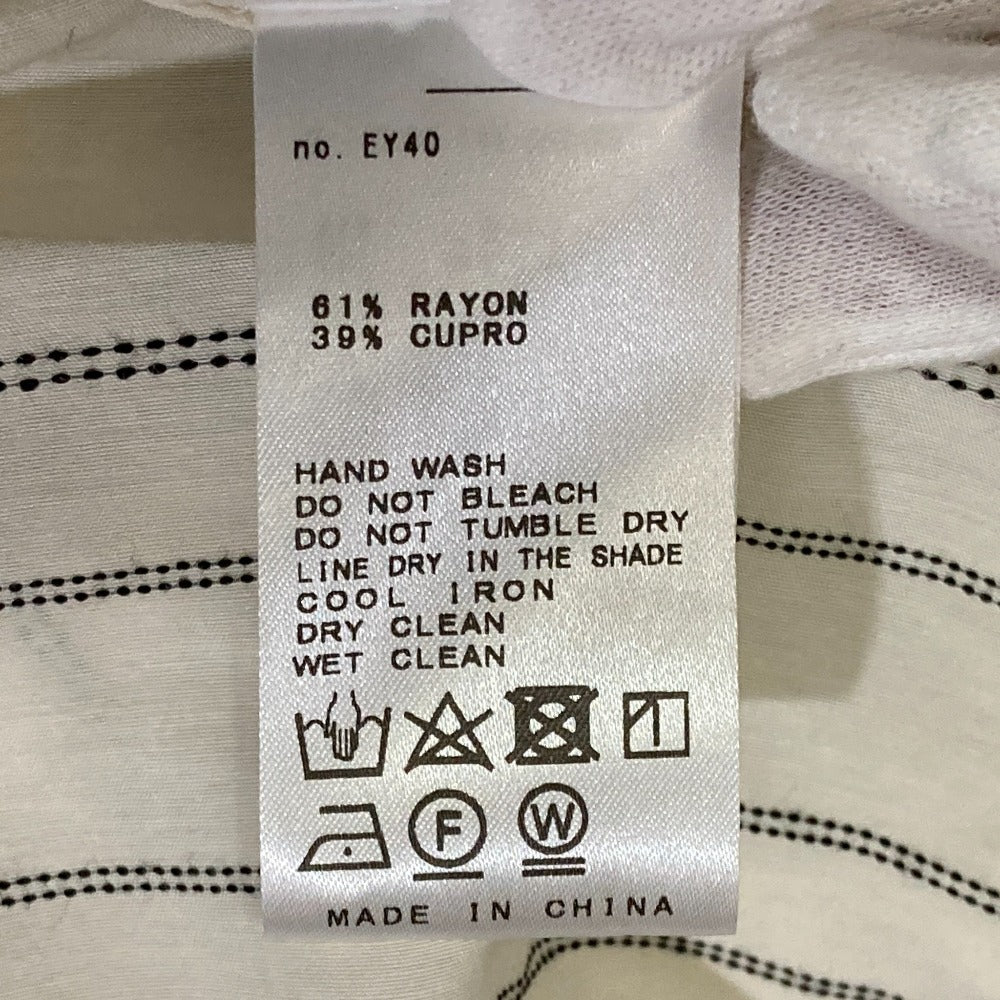 no. EY40
61% RAYON
39% CUPRO
HAND WASH
DO NOT BLEACH
DO NOT TUMBLE DRY
LINE DRY IN THE SHADE
COOL IRON
DRY CLEAN
WET CLEAN
F W
MADE IN CHINA